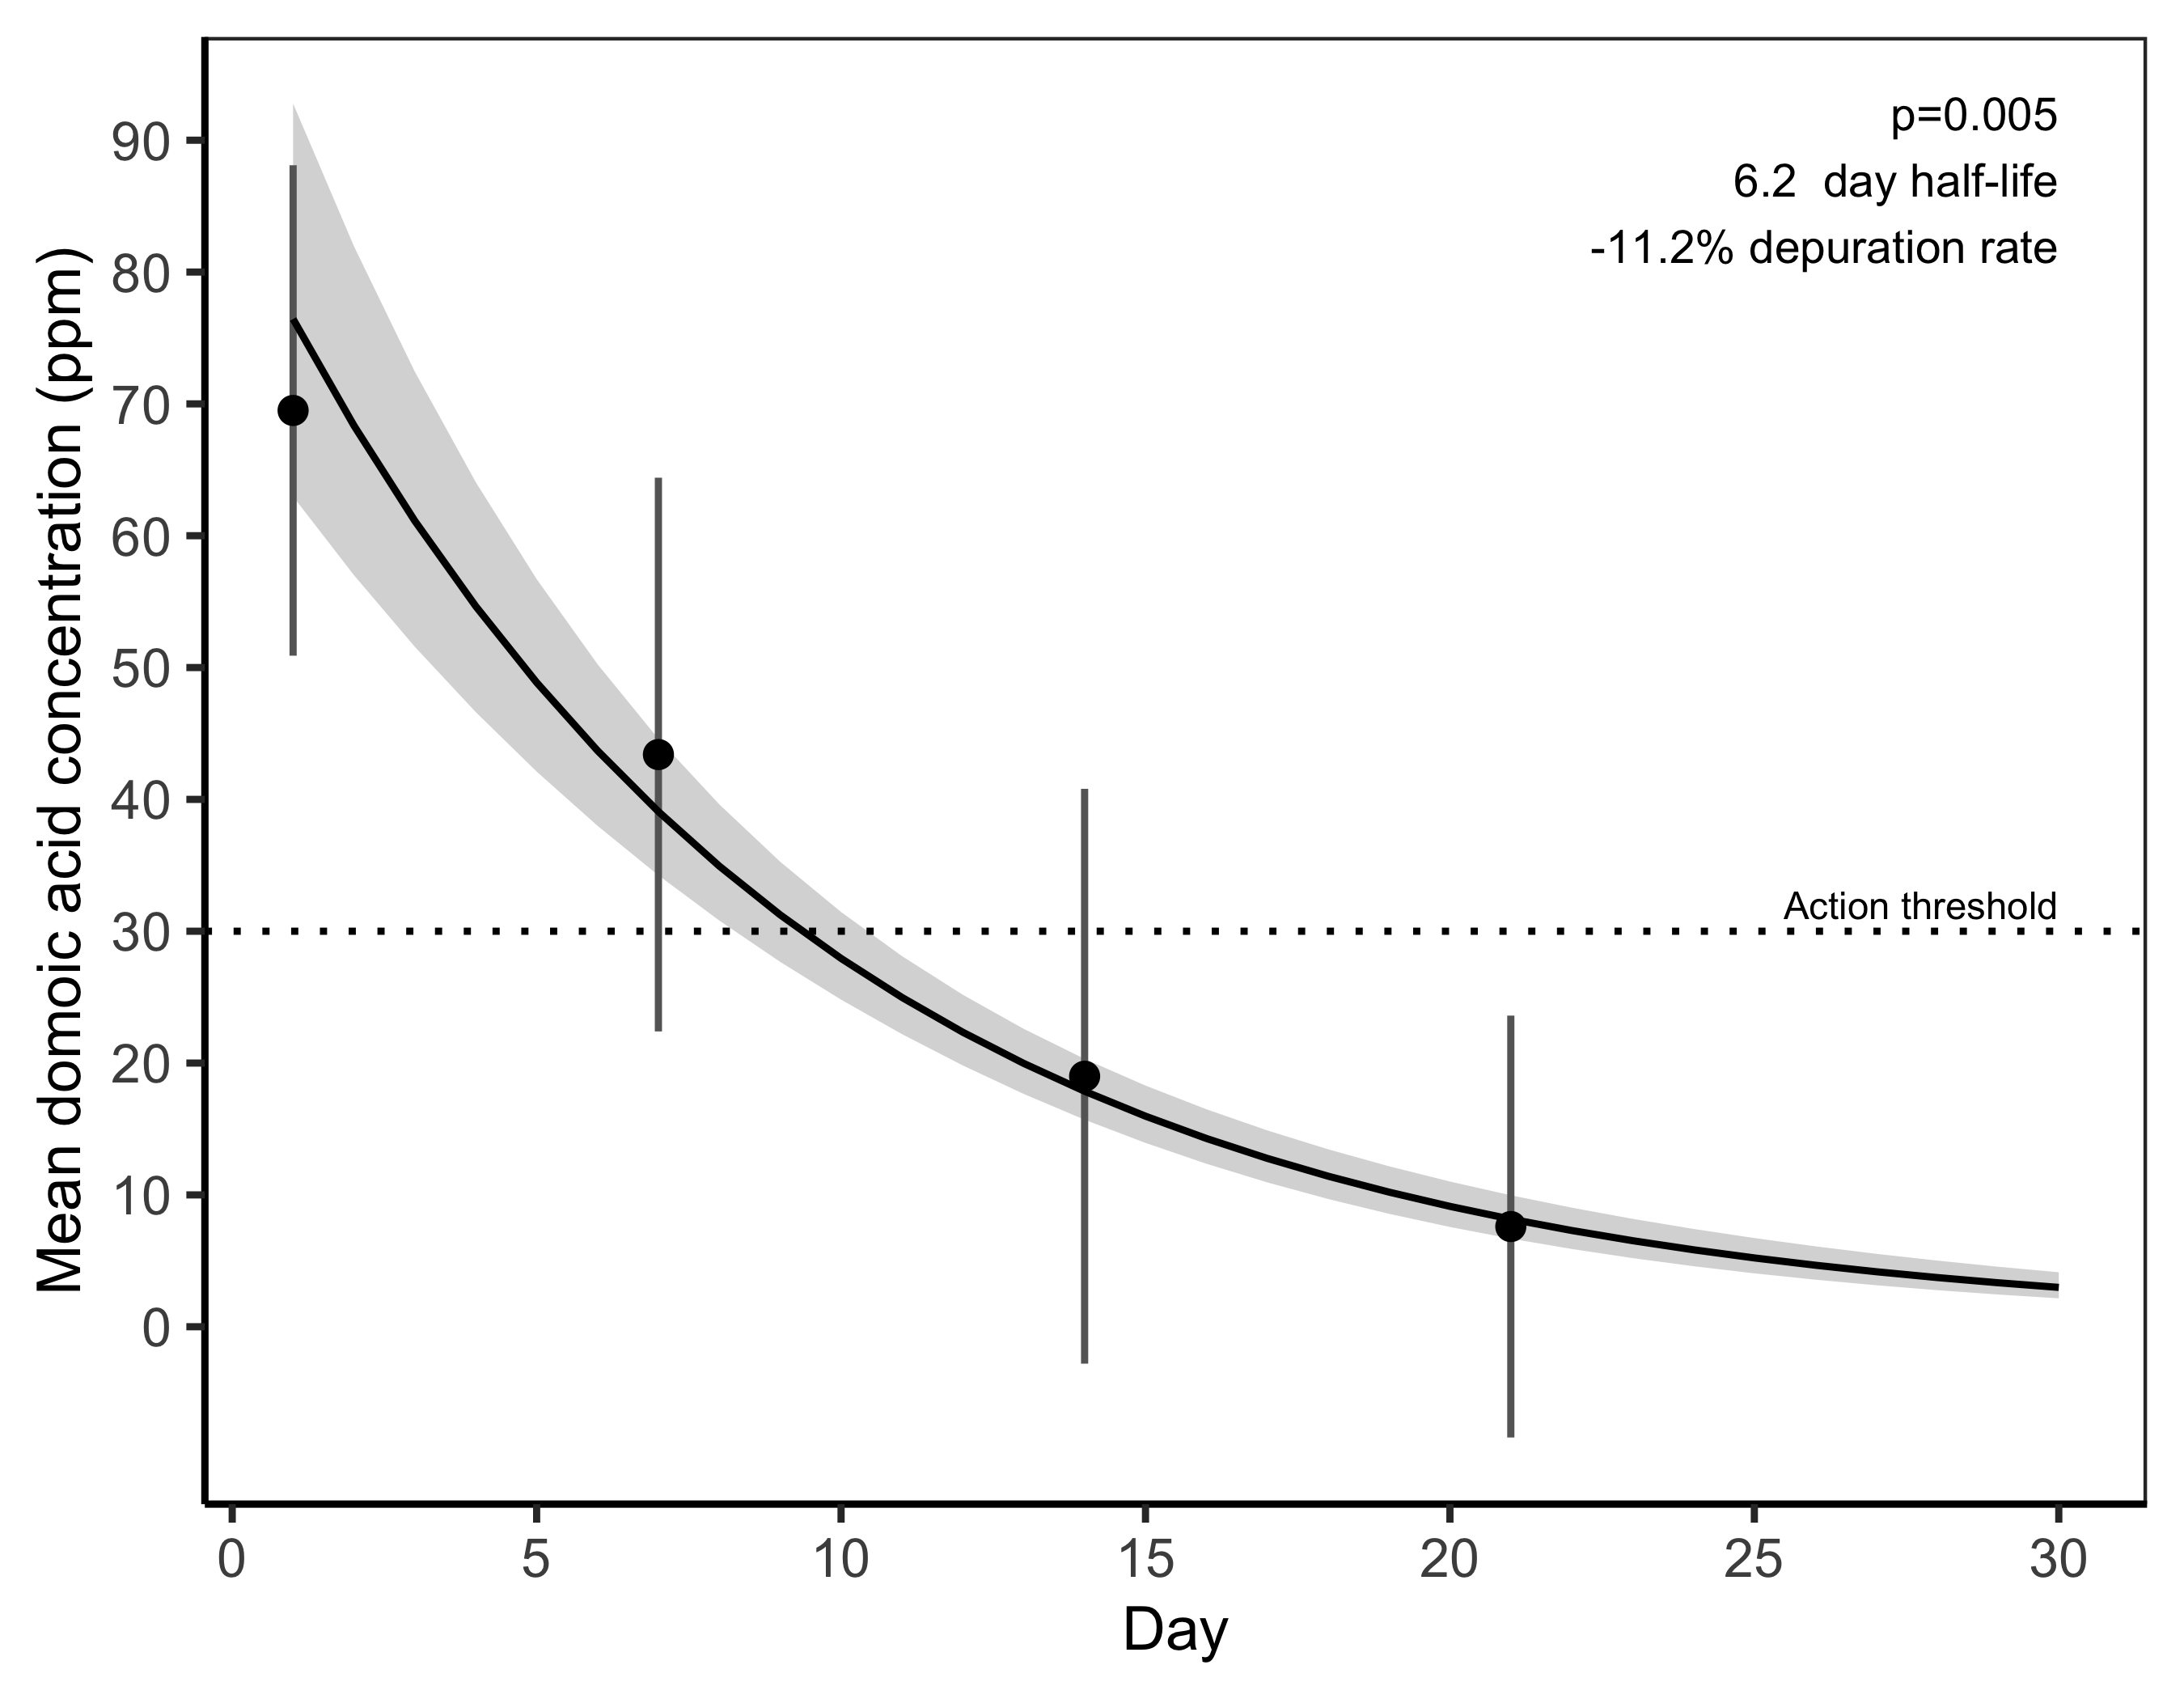 p=0.005
6.2  day half-life
-11.2% depuration rate
Mean domoic acid concentration (ppm)
90
80
70
60
50
40
30
20
10
0
Action threshold
0 5 10 15 20 25 30
Day